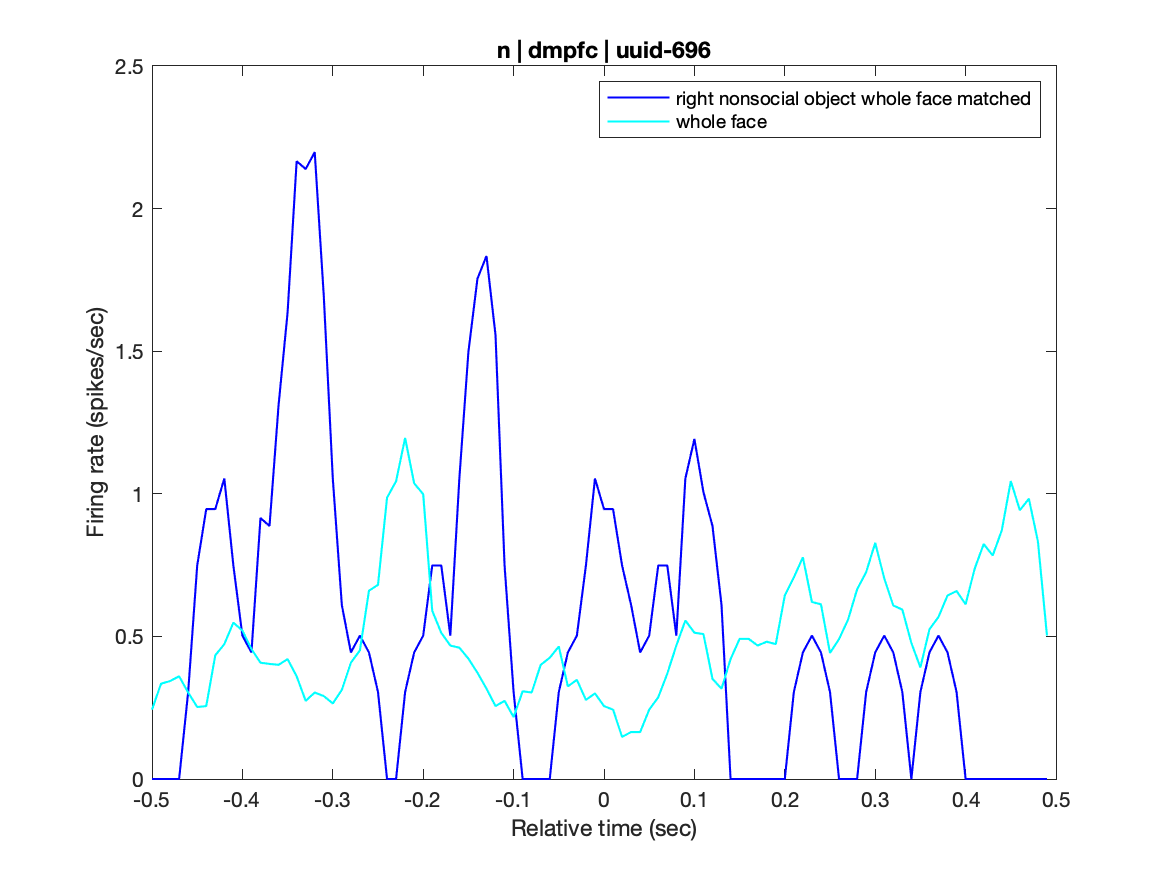 n | dmpfc | uuid-696
right nonsocial object whole face matched
whole face
Firing rate (spikes/sec)
2.5
2
1.5
1
0.5
0
-0.5 -0.4 -0.3 -0.2 -0.1 0 0.1 0.2 0.3 0.4 0.5
Relative time (sec)